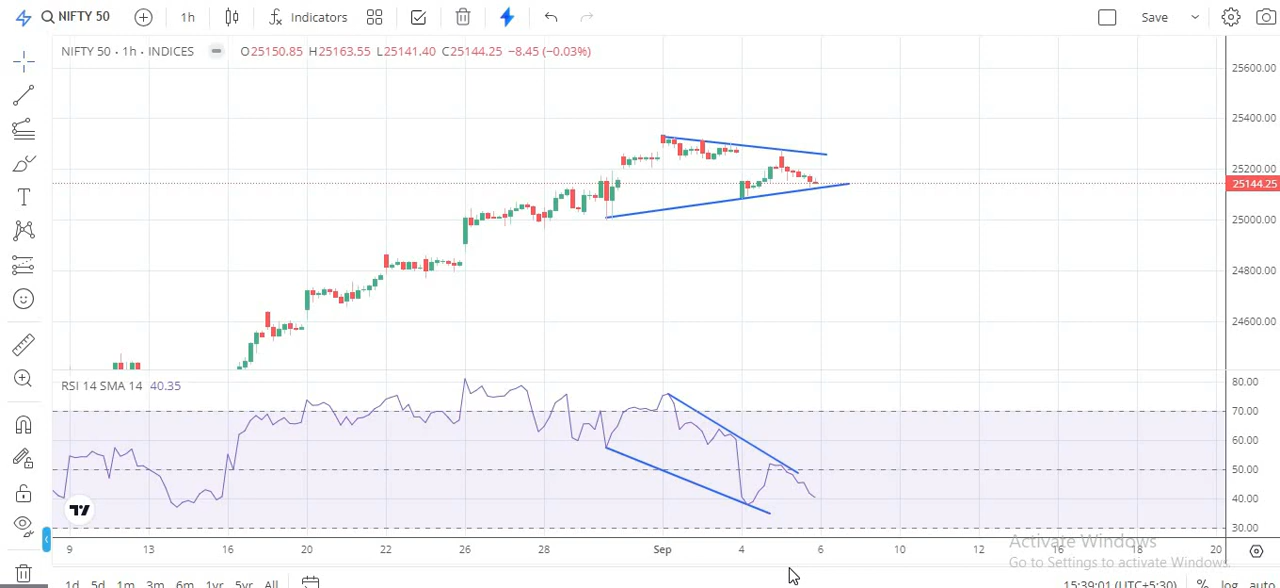 NIFTY 50 1h Indicators Save
NIFTY 50 · 1h · INDICES O25150.85 H25163.55 L25141.40 C25144.25 −8.45 (−0.03%)
25600.00
25400.00
25200.00
25144.25
25000.00
24800.00
24600.00
RSI 14 SMA 14 40.35
80.00
70.00
60.00
50.00
40.00
30.00
9 13 16 20 22 26 28 Sep 4 6 10 12 16 18 20
Activate Windows
Go to Settings to activate Windows.
1d 5d 1m 3m 6m 1yr 5yr All 15:39:01 (UTC+5:30) % log auto